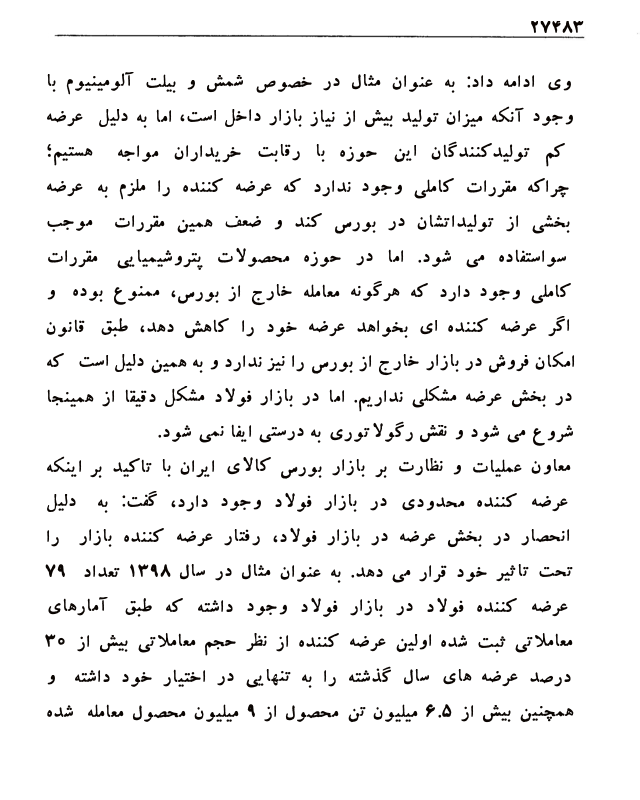 ۲۷۴۸۳
وی ادامه داد: به عنوان مثال در خصوص شمش و بیلت آلومینیوم با
وجود آنکه میزان تولید بیش از نیاز بازار داخل است، اما به دلیل عرضه
کم تولیدکنندگان این حوزه با رقابت خریداران مواجه هستیم؛
چراکه مقررات کاملی وجود ندارد که عرضه کننده را ملزم به عرضه
بخشی از تولیداتشان در بورس کند و ضعف همین مقررات موجب
سواستفاده می شود. اما در حوزه محصولات پتروشیمیایی مقررات
کاملی وجود دارد که هرگونه معامله خارج از بورس، ممنوع بوده و
اگر عرضه کننده ای بخواهد عرضه خود را کاهش دهد، طبق قانون
امکان فروش در بازار خارج از بورس را نیز ندارد و به همین دلیل است که
در بخش عرضه مشکلی نداریم. اما در بازار فولاد مشکل دقیقا از همینجا
شروع می شود و نقش رگولاتوری به درستی ایفا نمی شود.
معاون عملیات و نظارت بر بازار بورس کالای ایران با تاکید بر اینکه
عرضه کننده محدودی در بازار فولاد وجود دارد، گفت: به دلیل
انحصار در بخش عرضه در بازار فولاد، رفتار عرضه کننده بازار را
تحت تاثیر خود قرار می دهد. به عنوان مثال در سال ۱۳۹۸ تعداد ۷۹
عرضه کننده فولاد در بازار فولاد وجود داشته که طبق آمارهای
معاملاتی ثبت شده اولین عرضه کننده از نظر حجم معاملاتی بیش از ۳۰
درصد عرضه های سال گذشته را به تنهایی در اختیار خود داشته و
همچنین بیش از ۶.۵ میلیون تن محصول از ۹ میلیون محصول معامله شده